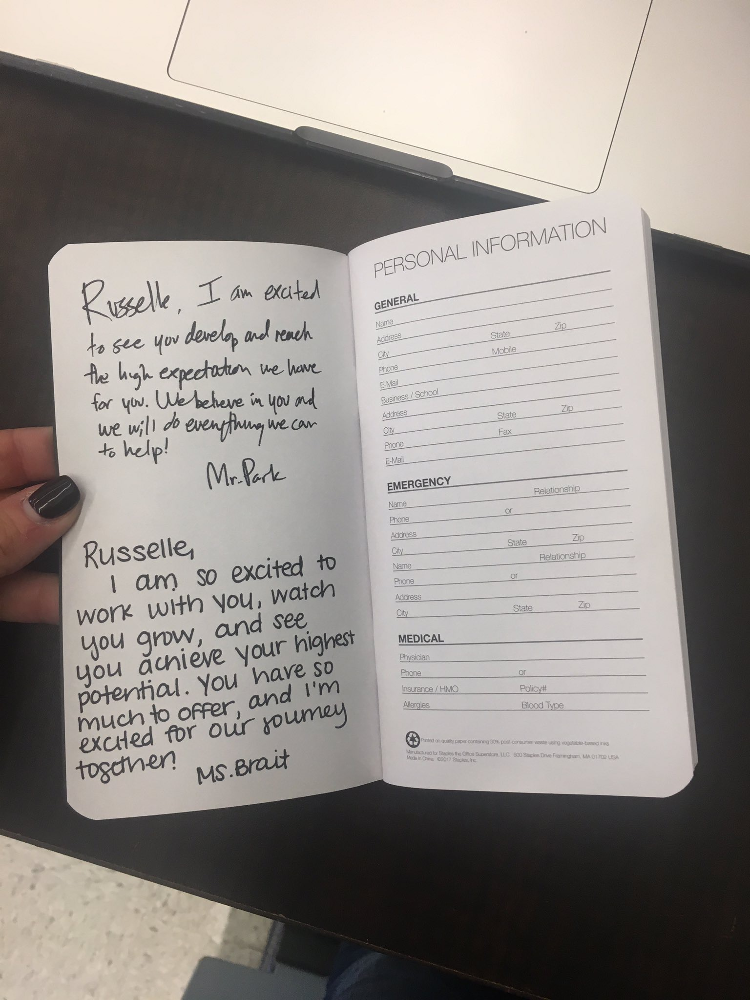 Russelle, I am excited
to see you develop and reach
the high expectation we have
for you. We believe in you and
we will do everything we can
to help!
Mr. Park
Russelle,
I am so excited to
work with you, watch
you grow, and see
you achieve your highest
potential. You have so
much to offer, and I'm
excited for our journey
together!
Ms. Brait
PERSONAL INFORMATION
GENERAL
Name
Address
City State Zip
Phone Mobile
E-Mail
Business / School
Address
City State Zip
Phone Fax
E-Mail
EMERGENCY
Name Relationship
Phone or
Address
City State Zip
Name Relationship
Phone or
Address
City State Zip
MEDICAL
Physician
Phone or
Insurance / HMO Policy#
Allergies Blood Type
Printed on quality paper containing 30% post-consumer waste using vegetable-based inks
Manufactured for Staples the Office Superstore, LLC. 500 Staples Drive Framingham, MA 01702 USA
Made in China ©2017 Staples, Inc.